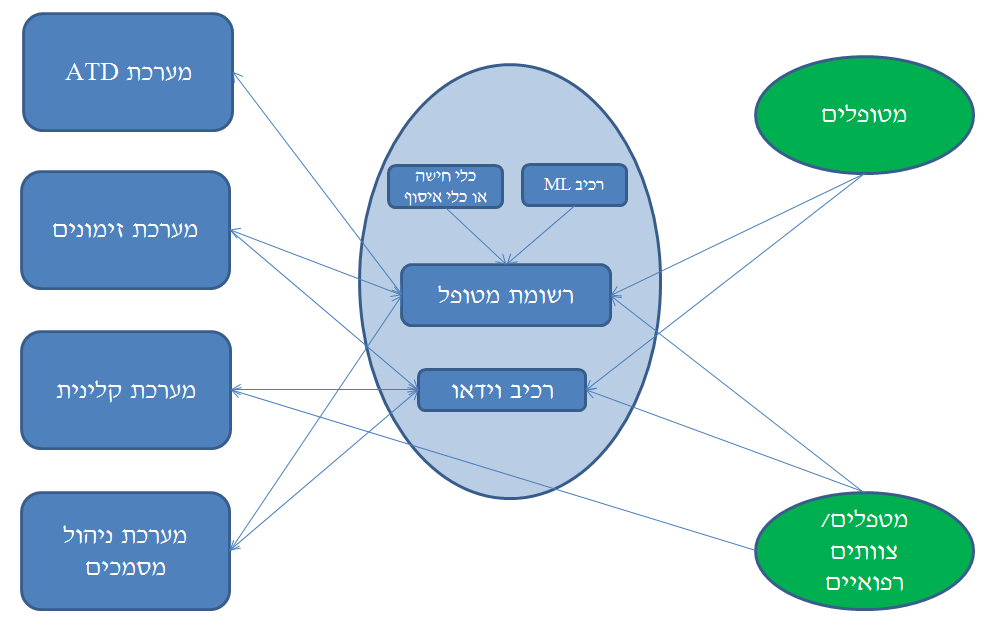 מערכת ATD
מטופלים
כלי חישה
או כלי איסוף
רכיב ML
מערכת זימונים
רשומת מטופל
מערכת קלינית
רכיב וידאו
מערכת ניהול
מסמכים
מטפלים/
צוותים
רפואיים